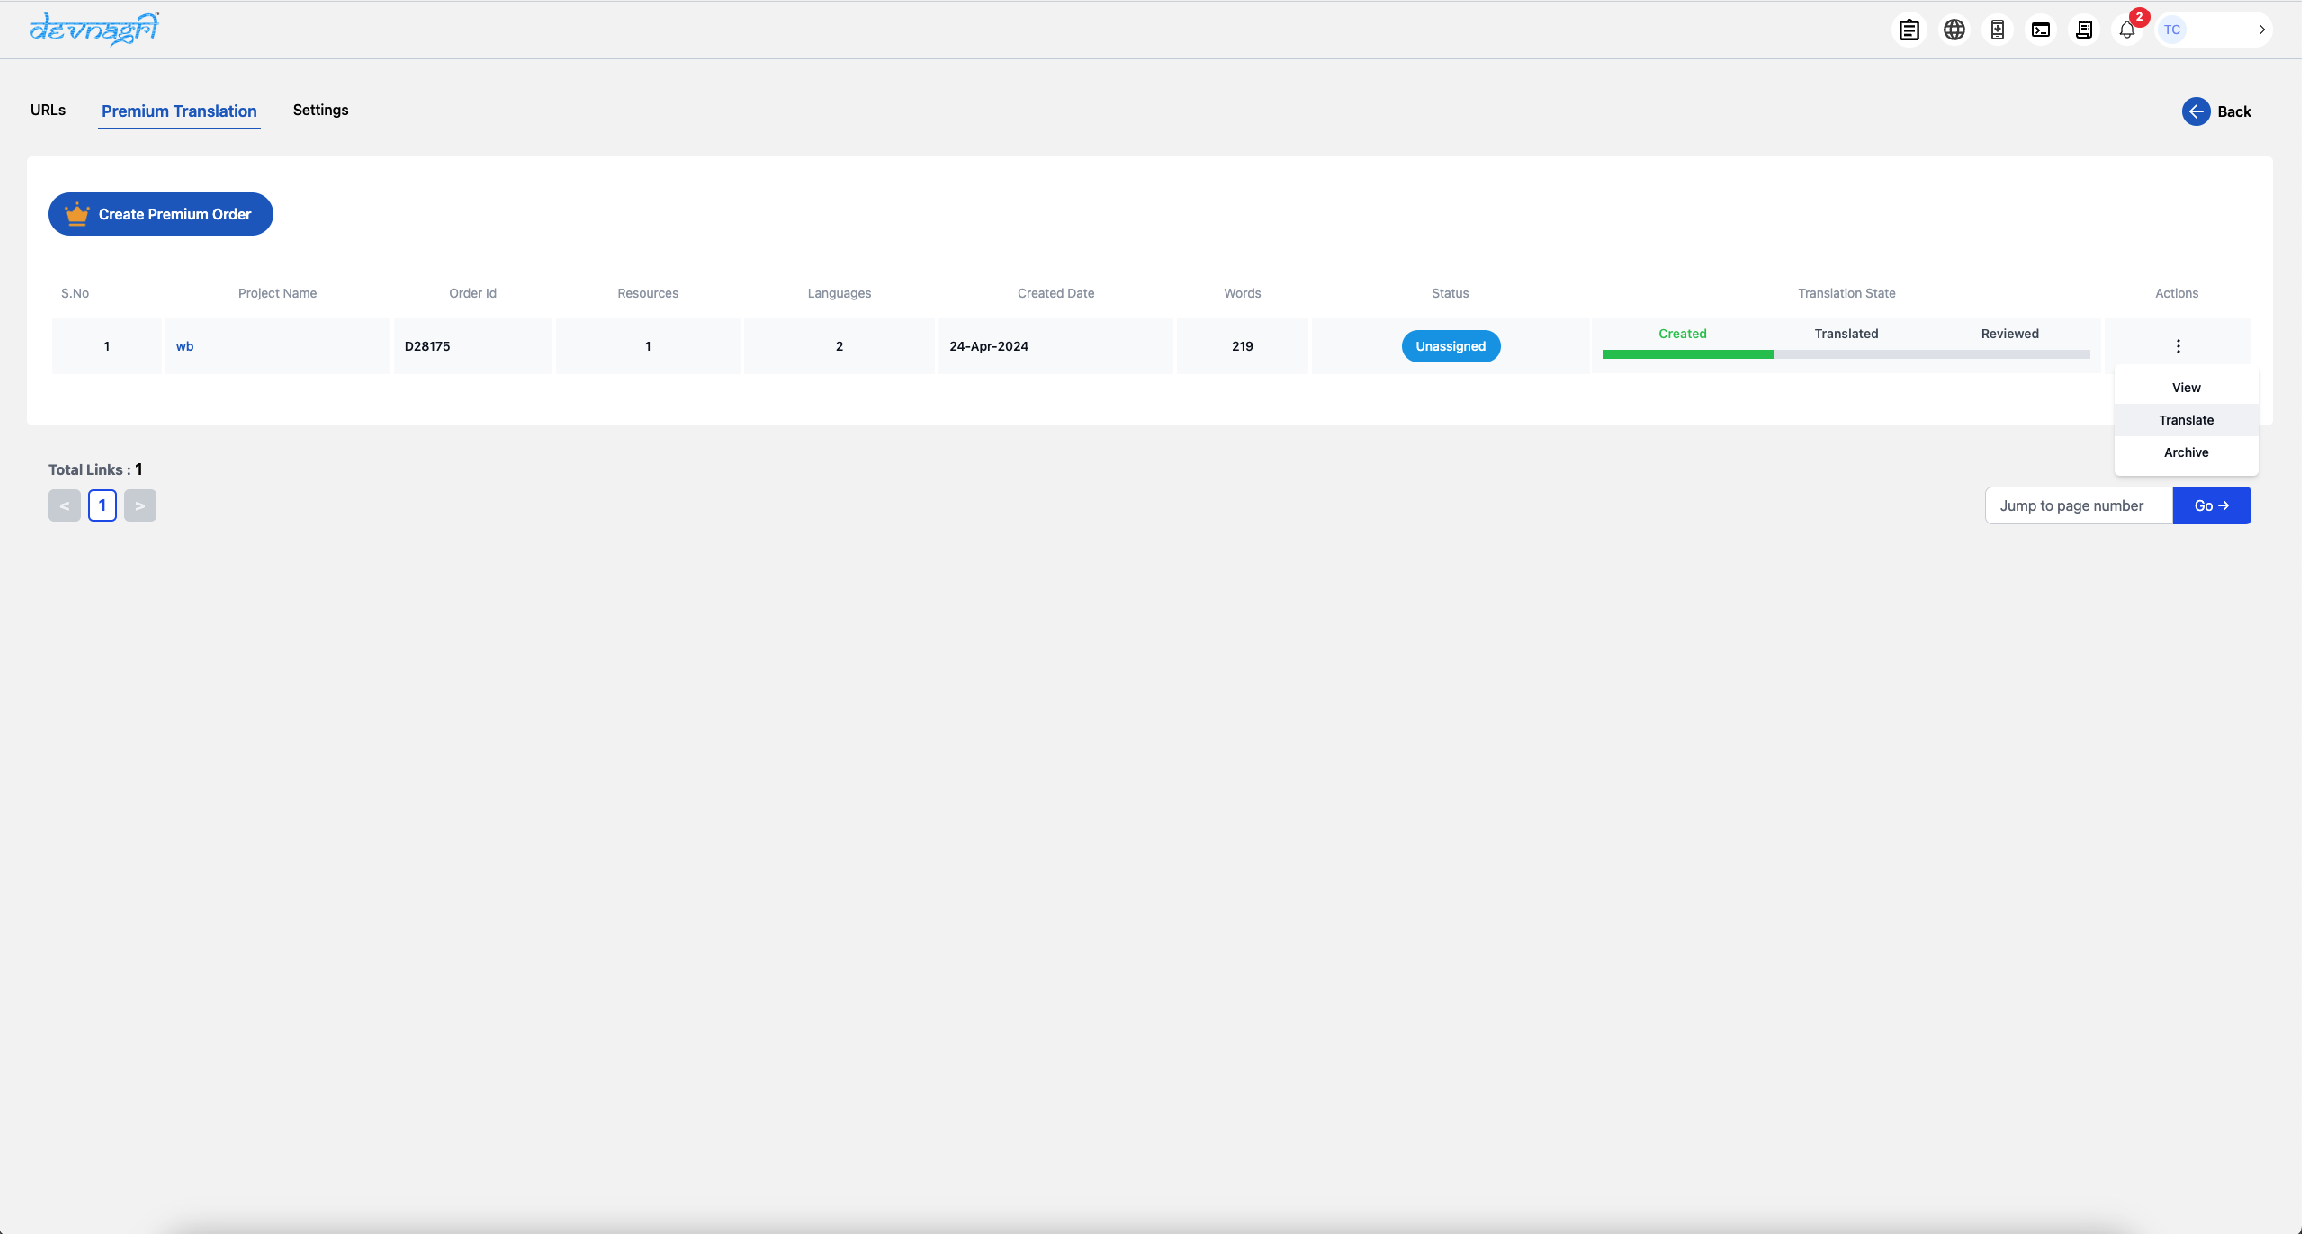 devnagri
2
TC
URLs Premium Translation Settings
Back
Create Premium Order
S.No Project Name Order Id Resources Languages Created Date Words Status Translation State Actions
1 wb D28175 1 2 24-Apr-2024 219 Unassigned Created Translated Reviewed
View
Translate
Archive
Total Links : 1
< 1 >
Jump to page number Go →